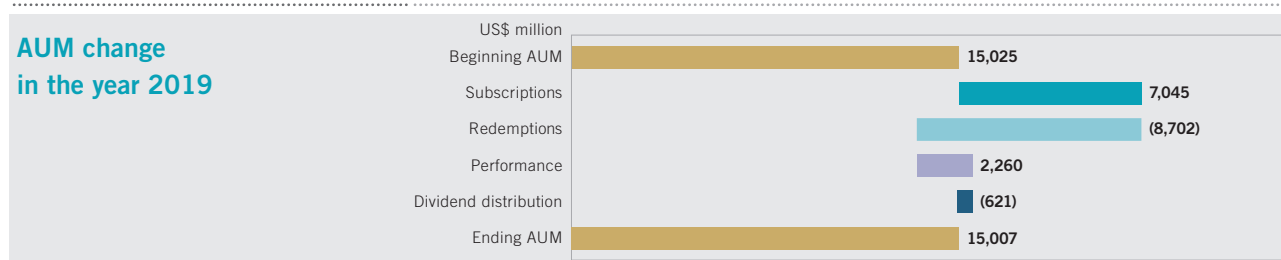 AUM change
in the year 2019
US$ million
Beginning AUM 15,025
Subscriptions 7,045
Redemptions (8,702)
Performance 2,260
Dividend distribution (621)
Ending AUM 15,007